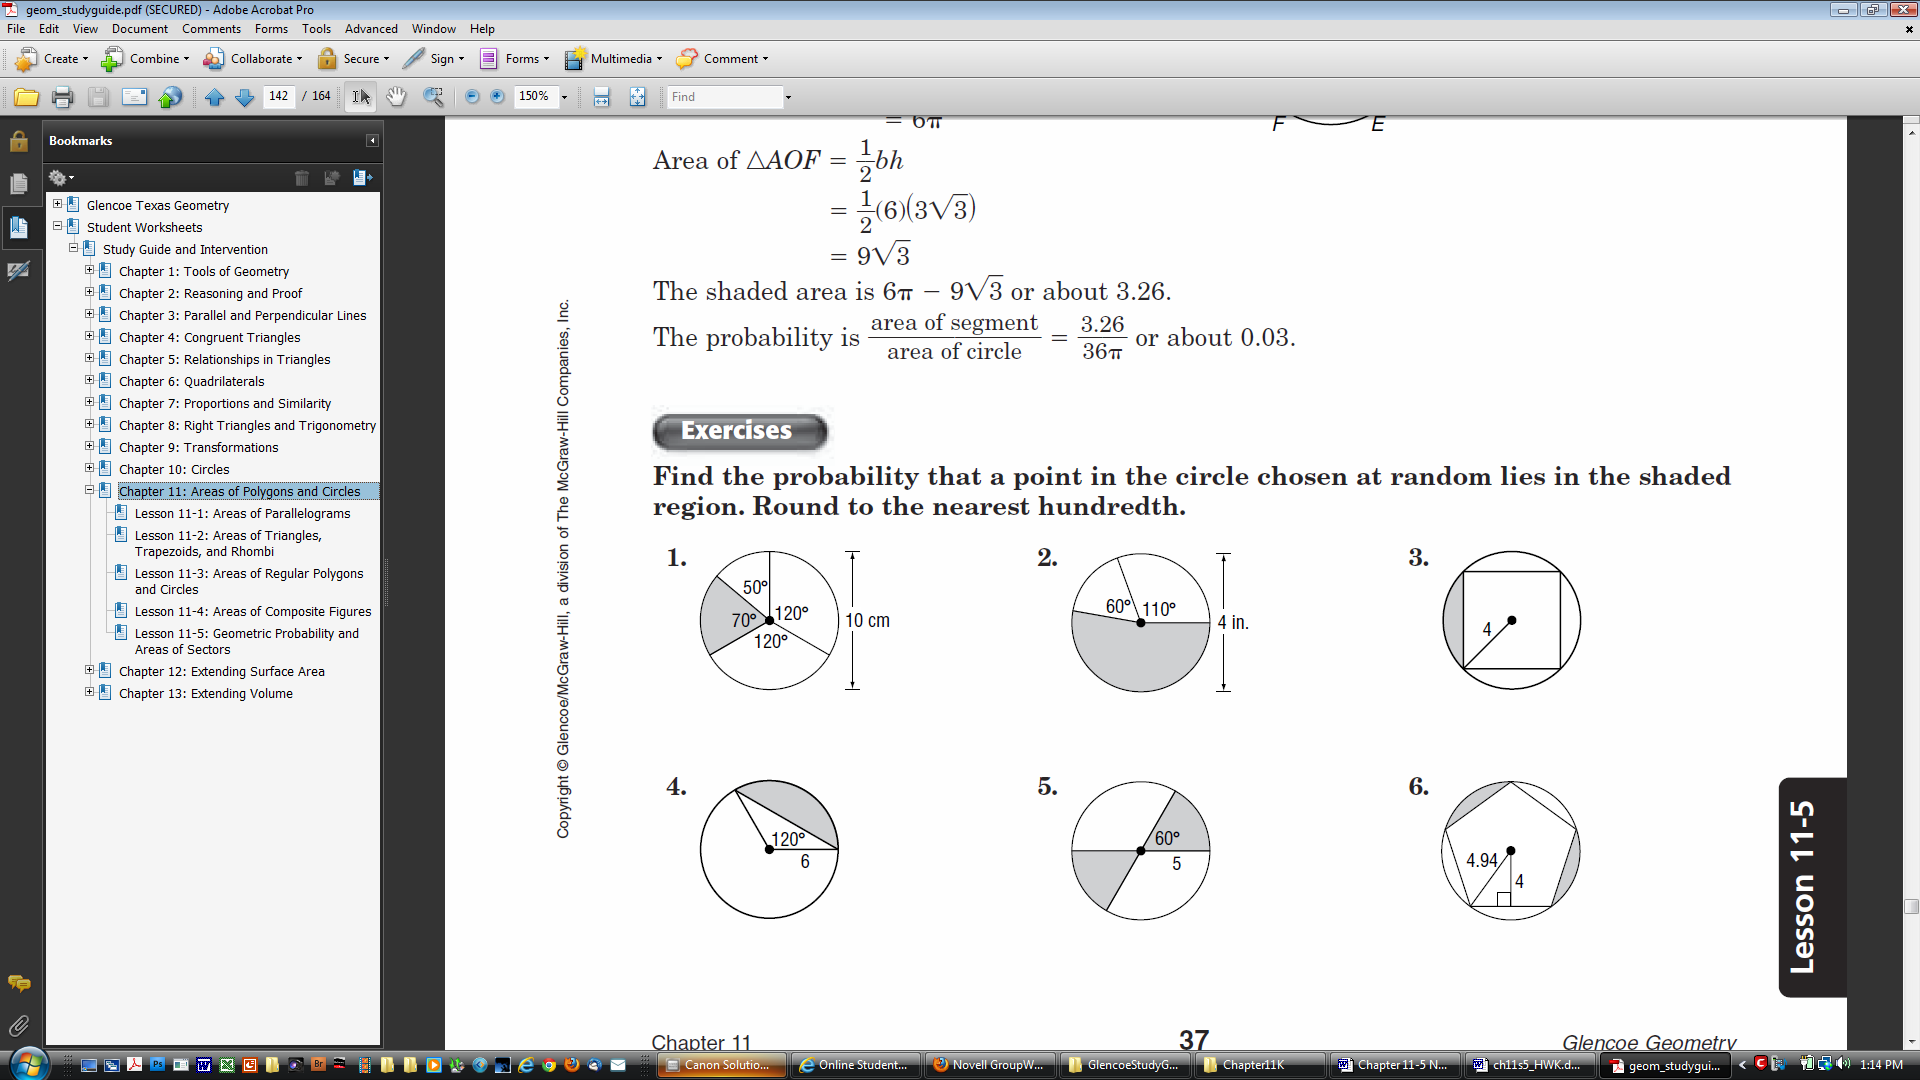 geom_studyguide.pdf (SECURED) - Adobe Acrobat Pro
File Edit View Document Comments Forms Tools Advanced Window Help
Create Combine Collaborate Secure Sign Forms Multimedia Comment
142 / 164 150% Find
Bookmarks
Glencoe Texas Geometry
Student Worksheets
Study Guide and Intervention
Chapter 1: Tools of Geometry
Chapter 2: Reasoning and Proof
Chapter 3: Parallel and Perpendicular Lines
Chapter 4: Congruent Triangles
Chapter 5: Relationships in Triangles
Chapter 6: Quadrilaterals
Chapter 7: Proportions and Similarity
Chapter 8: Right Triangles and Trigonometry
Chapter 9: Transformations
Chapter 10: Circles
Chapter 11: Areas of Polygons and Circles
Lesson 11-1: Areas of Parallelograms
Lesson 11-2: Areas of Triangles,
Trapezoids, and Rhombi
Lesson 11-3: Areas of Regular Polygons
and Circles
Lesson 11-4: Areas of Composite Figures
Lesson 11-5: Geometric Probability and
Areas of Sectors
Chapter 12: Extending Surface Area
Chapter 13: Extending Volume
= 6π
F E
Area of △AOF = 1/2 bh
= 1/2 (6)(3√3)
= 9√3
The shaded area is 6π − 9√3 or about 3.26.
The probability is area of segment / area of circle = 3.26 / 36π or about 0.03.
Exercises
Find the probability that a point in the circle chosen at random lies in the shaded
region. Round to the nearest hundredth.
1. 50° 70° 120° 120° 10 cm
2. 60° 110° 4 in.
3. 4
4. 120° 6
5. 60° 5
6. 4.94 4
Copyright © Glencoe/McGraw-Hill, a division of The McGraw-Hill Companies, Inc.
Lesson 11-5
Chapter 11 37 Glencoe Geometry
Canon Solutio... Online Student... Novell GroupW... GlencoeStudyG... Chapter11K Chapter 11-5 N... ch11s5_HWK.d... geom_studygui... 1:14 PM